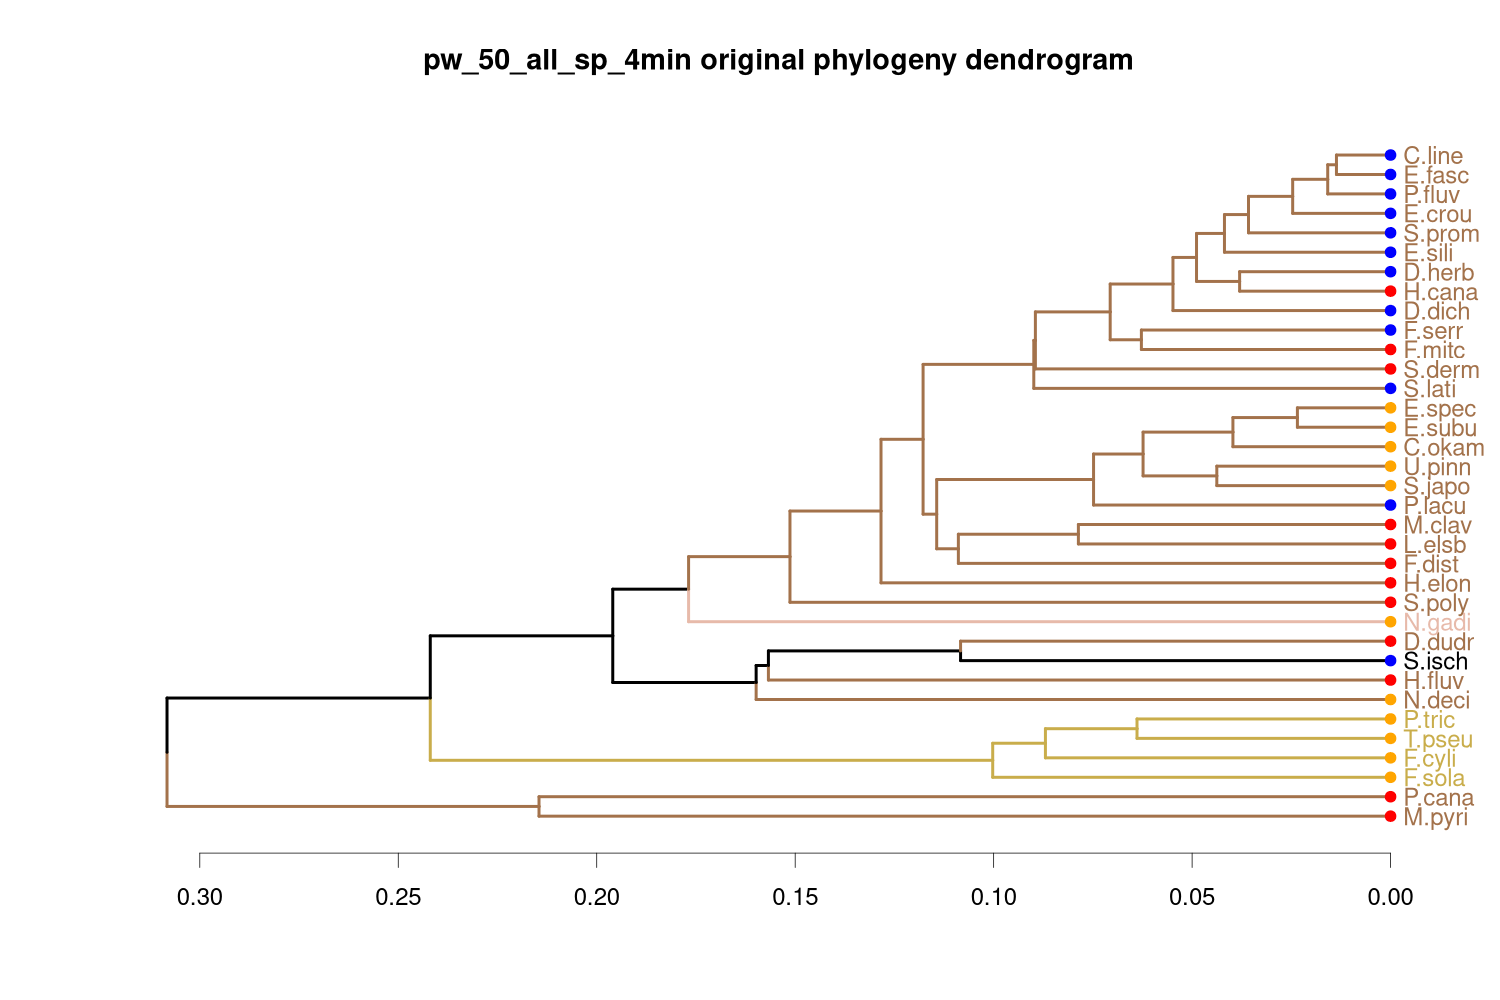 pw_50_all_sp_4min original phylogeny dendrogram
C.line
E.fasc
P.fluv
E.crou
S.prom
E.sili
D.herb
H.cana
D.dich
F.serr
F.mitc
S.derm
S.lati
E.spec
E.subu
C.okam
U.pinn
S.japo
P.lacu
M.clav
L.elsb
F.dist
H.elon
S.poly
N.gadi
D.dudr
S.isch
H.fluv
N.deci
P.tric
T.pseu
F.cyli
F.sola
P.cana
M.pyri
0.30 0.25 0.20 0.15 0.10 0.05 0.00